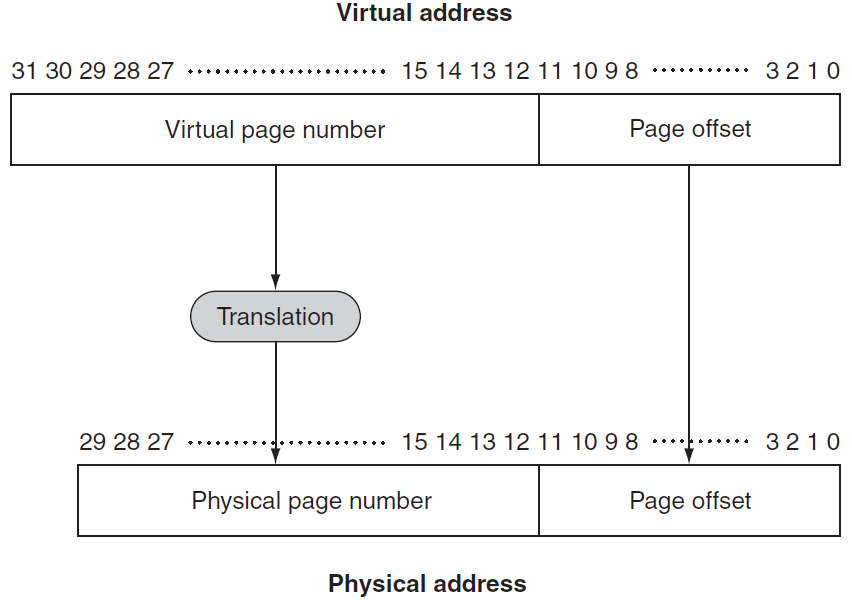 Virtual address
31 30 29 28 27 ........................ 15 14 13 12 11 10 9 8 ............ 3 2 1 0
Virtual page number Page offset
Translation
29 28 27 ........................ 15 14 13 12 11 10 9 8 ............ 3 2 1 0
Physical page number Page offset
Physical address